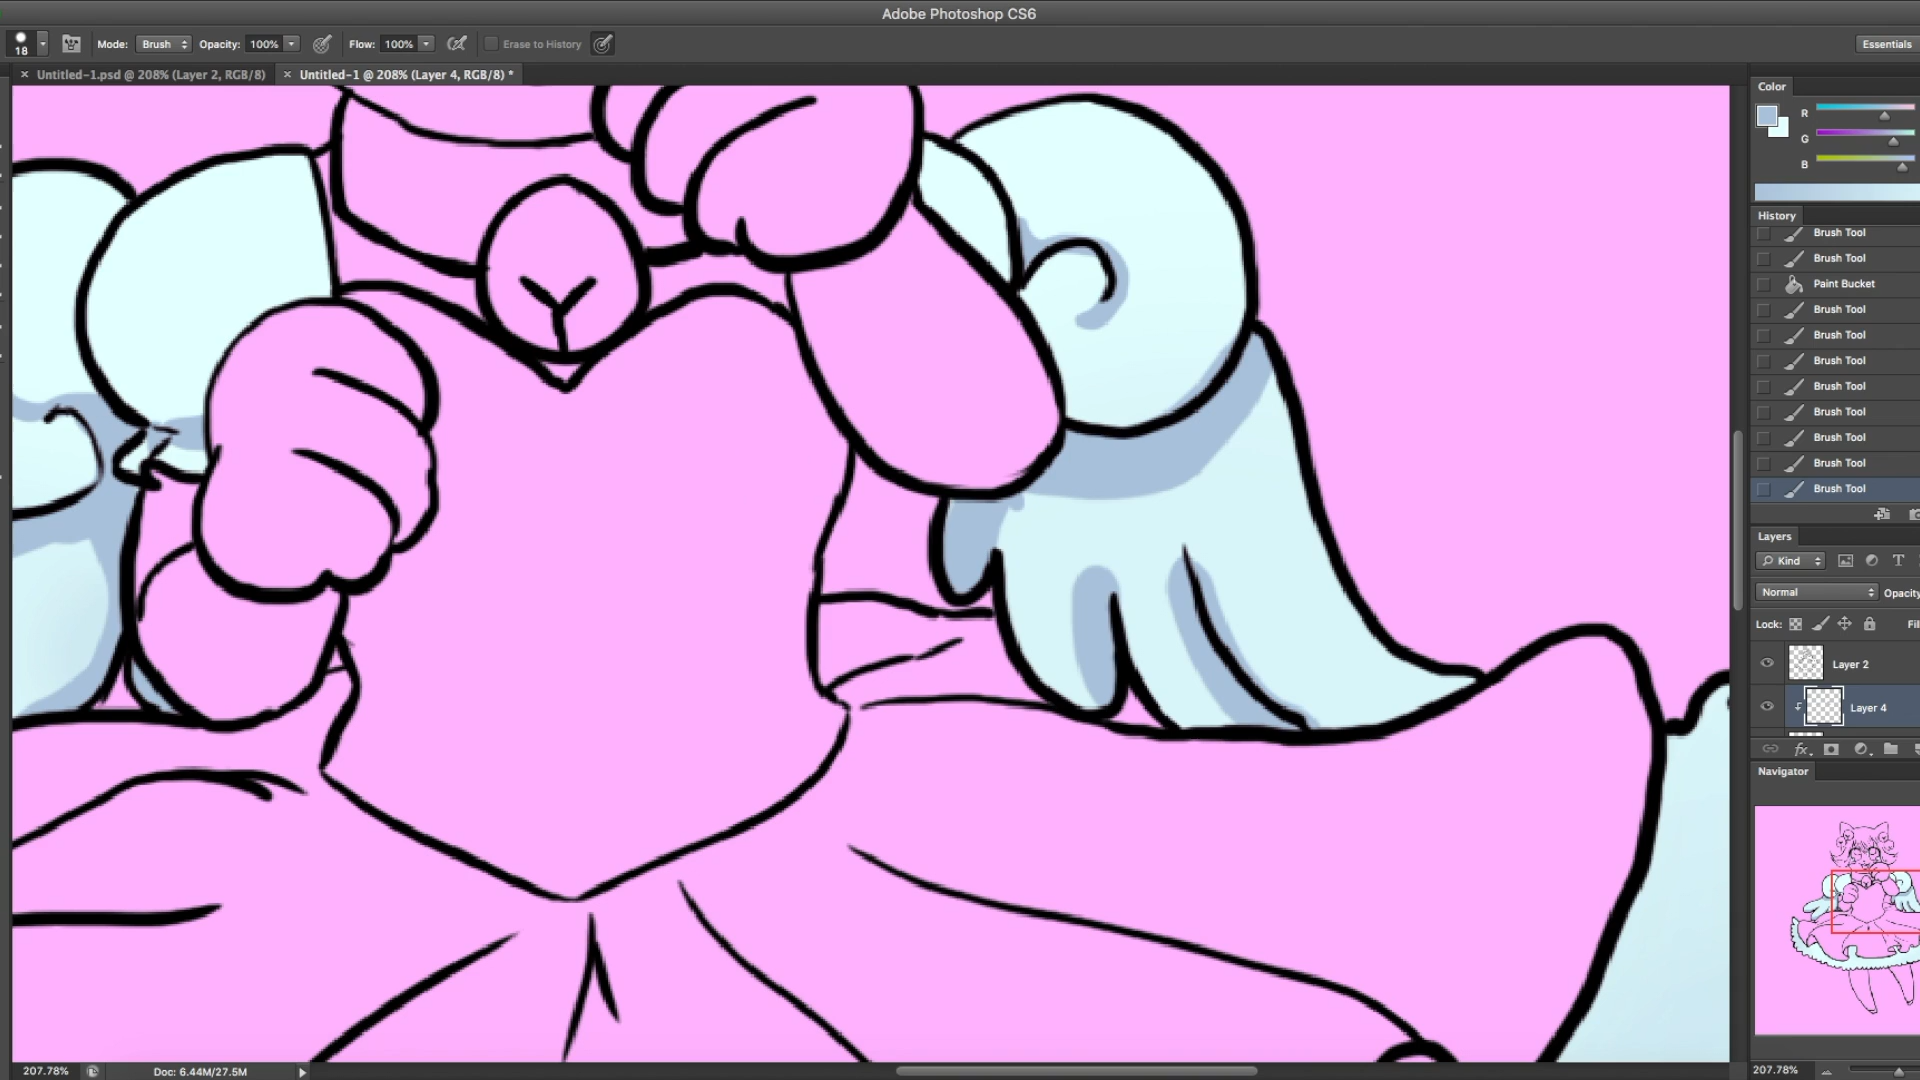 Adobe Photoshop CS6
18 Mode: Brush Opacity: 100% Flow: 100% Erase to History Essentials
Untitled-1.psd @ 208% (Layer 2, RGB/8) Untitled-1 @ 208% (Layer 4, RGB/8) *
Color
R
G
B
History
Brush Tool
Brush Tool
Paint Bucket
Brush Tool
Brush Tool
Brush Tool
Brush Tool
Brush Tool
Brush Tool
Brush Tool
Brush Tool
Layers
Kind
Normal Opacity
Lock: Fil
Layer 2
Layer 4
fx
Navigator
207.78% Doc: 6.44M/27.5M 207.78%